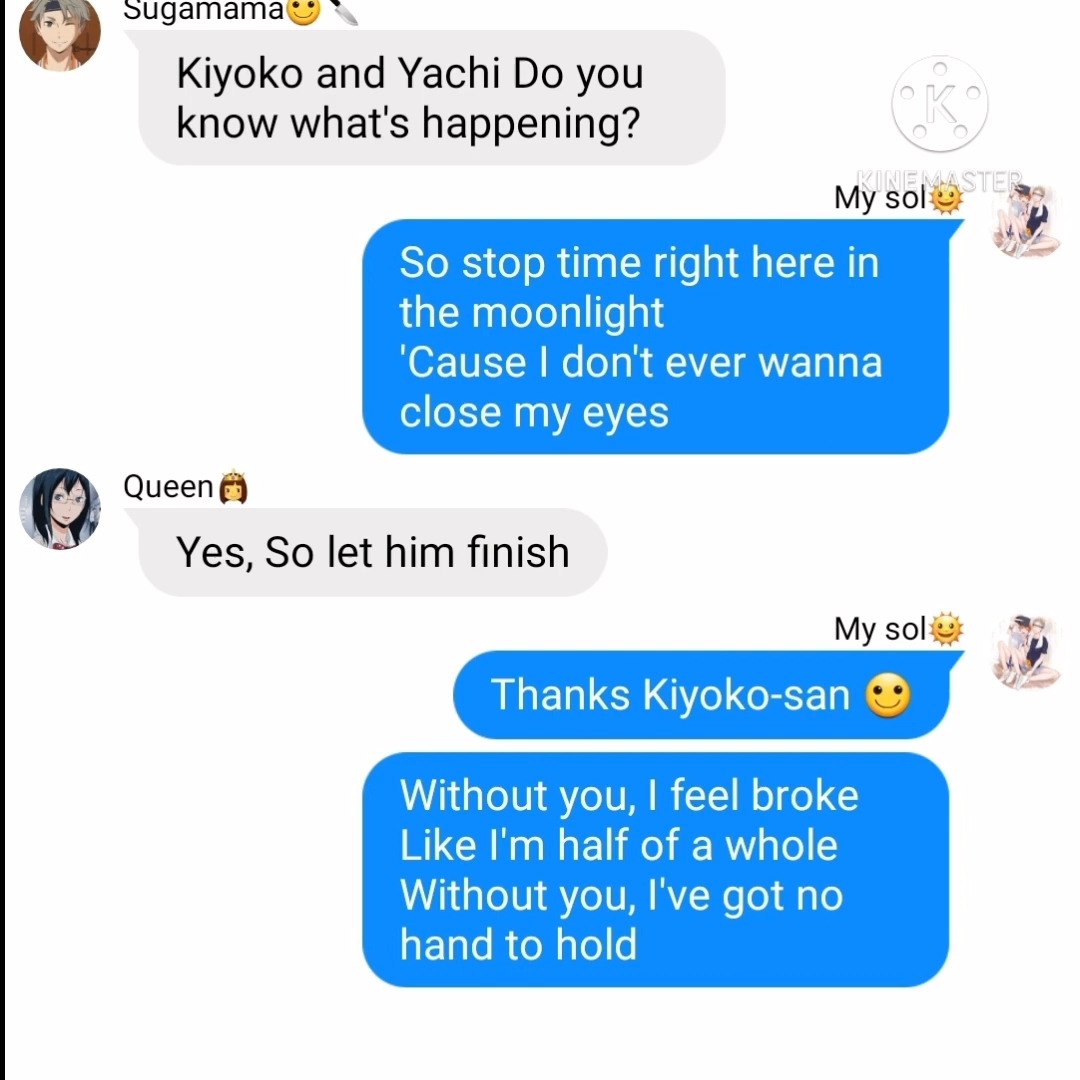 Sugamama🙂🔪
Kiyoko and Yachi Do you
know what's happening?
K
KINEMASTER
My sol🌞
So stop time right here in
the moonlight
'Cause I don't ever wanna
close my eyes
Queen👸
Yes, So let him finish
My sol🌞
Thanks Kiyoko-san 🙂
Without you, I feel broke
Like I'm half of a whole
Without you, I've got no
hand to hold